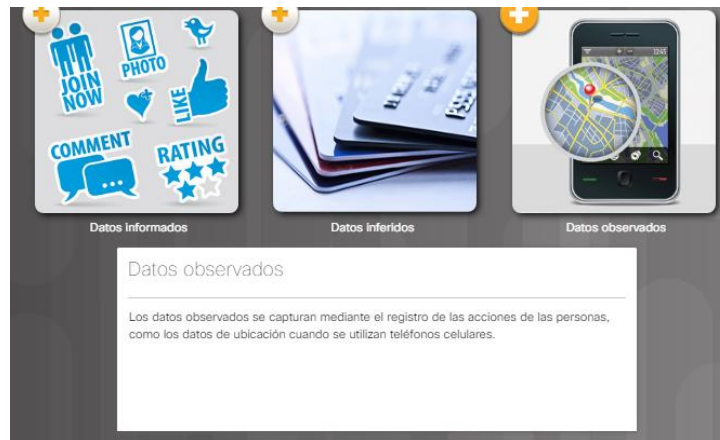 JOIN
NOW
PHOTO
LIKE
COMMENT
RATING
12:45
Datos informados
Datos inferidos
Datos observados
Datos observados
Los datos observados se capturan mediante el registro de las acciones de las personas,
como los datos de ubicación cuando se utilizan teléfonos celulares.